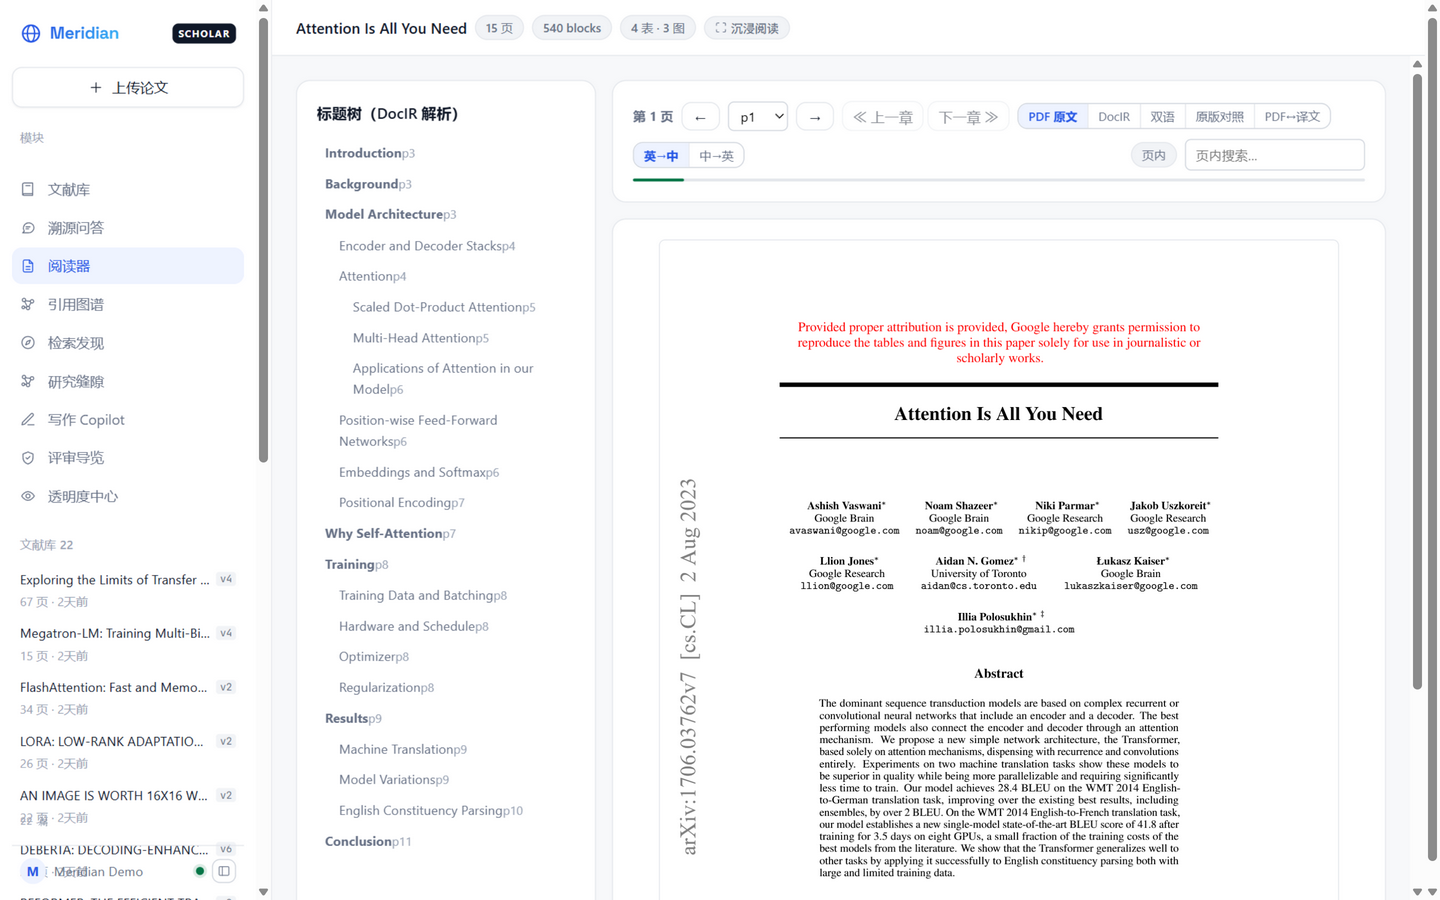 Meridian
SCHOLAR
上传论文
模块
文献库
溯源问答
阅读器
引用图谱
检索发现
研究缝隙
写作 Copilot
评审导览
透明度中心
文献库 22
Exploring the Limits of Transfer ... v4
67 页 · 2天前
Megatron-LM: Training Multi-Bi... v4
15 页 · 2天前
FlashAttention: Fast and Memo... v2
34 页 · 2天前
LORA: LOW-RANK ADAPTATIO... v2
26 页 · 2天前
AN IMAGE IS WORTH 16X16 W... v2
22 页 · 2天前
DEBERTA: DECODING-ENHANC... v6
M Meridian Demo
Attention Is All You Need 15 页 540 blocks 4 表 · 3 图 沉浸阅读
标题树（DocIR 解析）
Introductionp3
Backgroundp3
Model Architecturep3
Encoder and Decoder Stacksp4
Attentionp4
Scaled Dot-Product Attentionp5
Multi-Head Attentionp5
Applications of Attention in our
Modelp6
Position-wise Feed-Forward
Networksp6
Embeddings and Softmaxp6
Positional Encodingp7
Why Self-Attentionp7
Trainingp8
Training Data and Batchingp8
Hardware and Schedulep8
Optimizerp8
Regularizationp8
Resultsp9
Machine Translationp9
Model Variationsp9
English Constituency Parsingp10
Conclusionp11
第 1 页 ← p1 → ≪ 上一章 下一章 ≫ PDF 原文 DocIR 双语 原版对照 PDF↔译文
英→中 中→英 页内 页内搜索...
Provided proper attribution is provided, Google hereby grants permission to
reproduce the tables and figures in this paper solely for use in journalistic or
scholarly works.
Attention Is All You Need
arXiv:1706.03762v7 [cs.CL] 2 Aug 2023
Ashish Vaswani* Noam Shazeer* Niki Parmar* Jakob Uszkoreit*
Google Brain Google Brain Google Research Google Research
avaswani@google.com noam@google.com nikip@google.com usz@google.com
Llion Jones* Aidan N. Gomez* † Łukasz Kaiser*
Google Research University of Toronto Google Brain
llion@google.com aidan@cs.toronto.edu lukaszkaiser@google.com
Illia Polosukhin* ‡
illia.polosukhin@gmail.com
Abstract
The dominant sequence transduction models are based on complex recurrent or
convolutional neural networks that include an encoder and a decoder. The best
performing models also connect the encoder and decoder through an attention
mechanism. We propose a new simple network architecture, the Transformer,
based solely on attention mechanisms, dispensing with recurrence and convolutions
entirely. Experiments on two machine translation tasks show these models to
be superior in quality while being more parallelizable and requiring significantly
less time to train. Our model achieves 28.4 BLEU on the WMT 2014 English-
to-German translation task, improving over the existing best results, including
ensembles, by over 2 BLEU. On the WMT 2014 English-to-French translation task,
our model establishes a new single-model state-of-the-art BLEU score of 41.8 after
training for 3.5 days on eight GPUs, a small fraction of the training costs of the
best models from the literature. We show that the Transformer generalizes well to
other tasks by applying it successfully to English constituency parsing both with
large and limited training data.